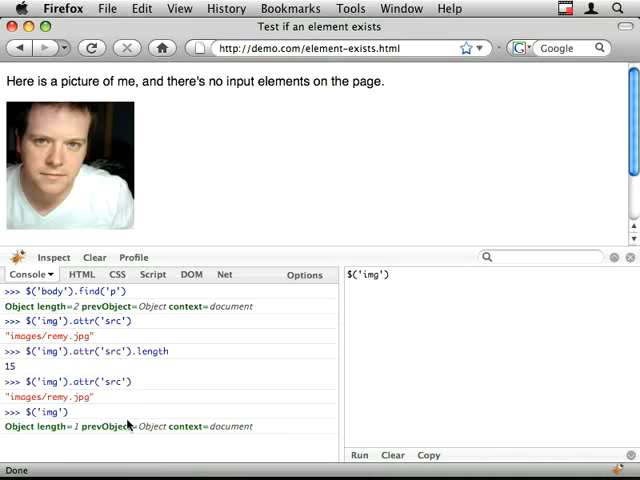 Firefox File Edit View History Bookmarks Tools Window Help
Test if an element exists
http://demo.com/element-exists.html
Google
Here is a picture of me, and there's no input elements on the page.
Inspect Clear Profile
Console HTML CSS Script DOM Net Options
>>> $('body').find('p')
Object length=2 prevObject=Object context=document
>>> $('img').attr('src')
"images/remy.jpg"
>>> $('img').attr('src').length
15
>>> $('img').attr('src')
"images/remy.jpg"
>>> $('img')
Object length=1 prevObject=Object context=document
$('img')
Run Clear Copy
Done